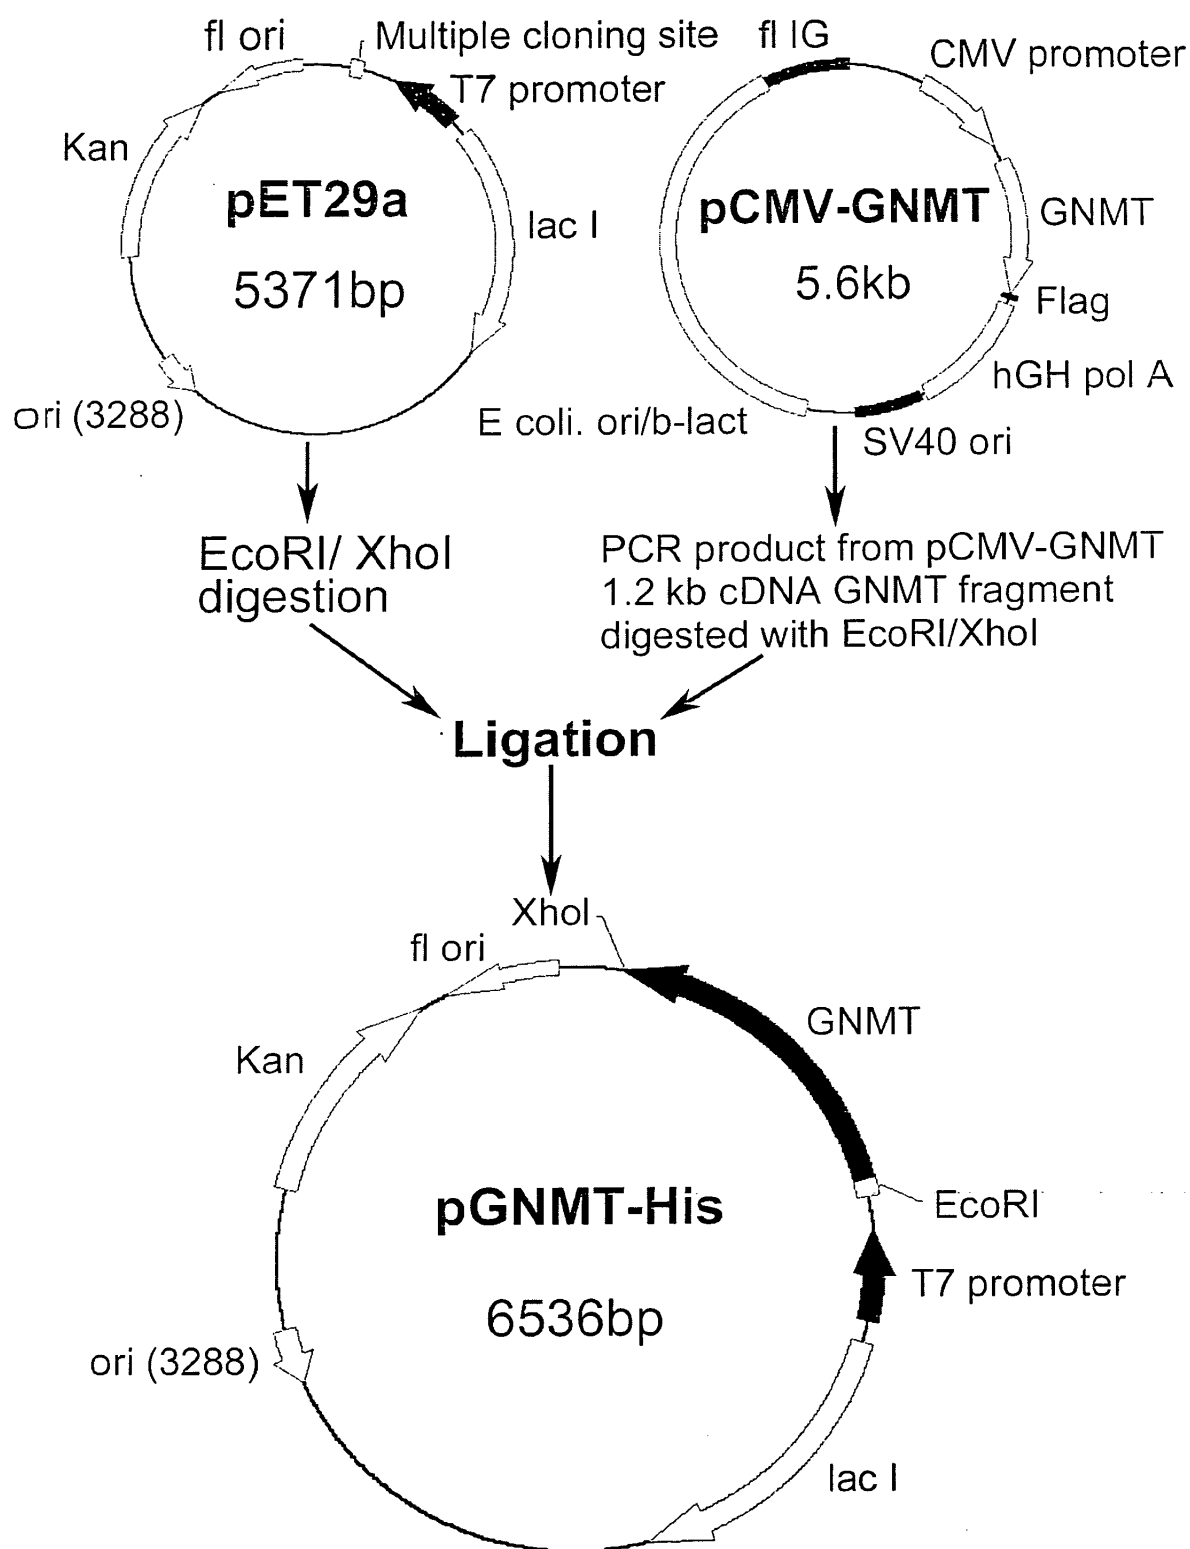 fl ori
Multiple cloning site
T7 promoter
Kan
pET29a
5371bp
lac I
ori (3288)
fl IG
CMV promoter
pCMV-GNMT
5.6kb
GNMT
Flag
hGH pol A
SV40 ori
E coli. ori/b-lact
EcoRI/ XhoI
digestion
PCR product from pCMV-GNMT
1.2 kb cDNA GNMT fragment
digested with EcoRI/XhoI
Ligation
XhoI
fl ori
GNMT
Kan
pGNMT-His
6536bp
EcoRI
T7 promoter
ori (3288)
lac I